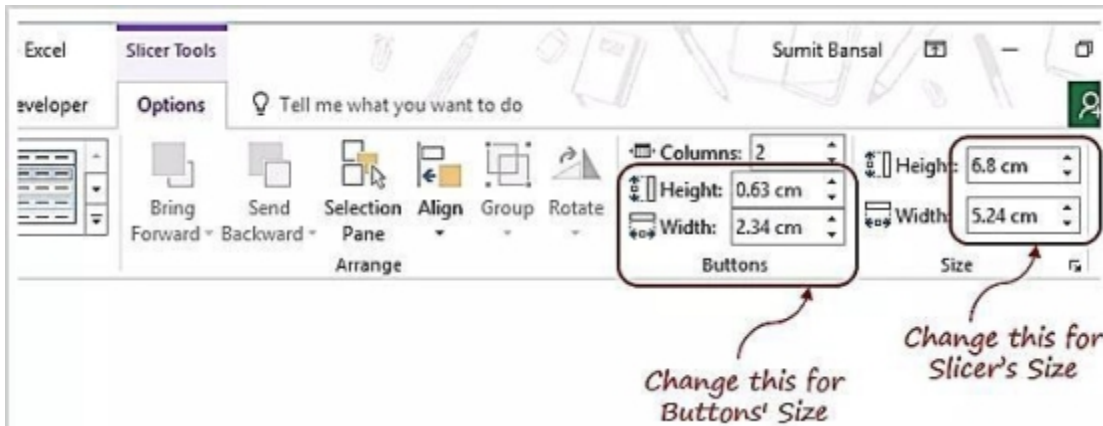 Excel Slicer Tools Sumit Bansal
eveloper Options Tell me what you want to do
Columns: 2
Height: 0.63 cm Height: 6.8 cm
Width: 2.34 cm Width 5.24 cm
Bring Send Selection Align Group Rotate
Forward Backward Pane
Arrange Buttons Size
Change this for
Slicer's Size
Change this for
Buttons' Size